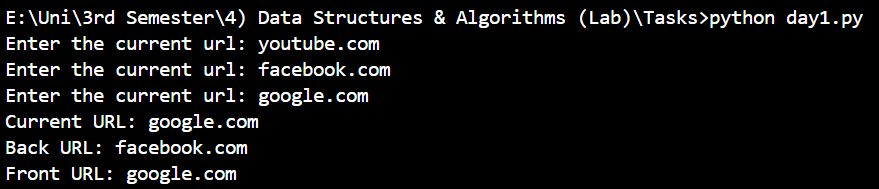 E:\Uni\3rd Semester\4) Data Structures & Algorithms (Lab)\Tasks>python day1.py
Enter the current url: youtube.com
Enter the current url: facebook.com
Enter the current url: google.com
Current URL: google.com
Back URL: facebook.com
Front URL: google.com